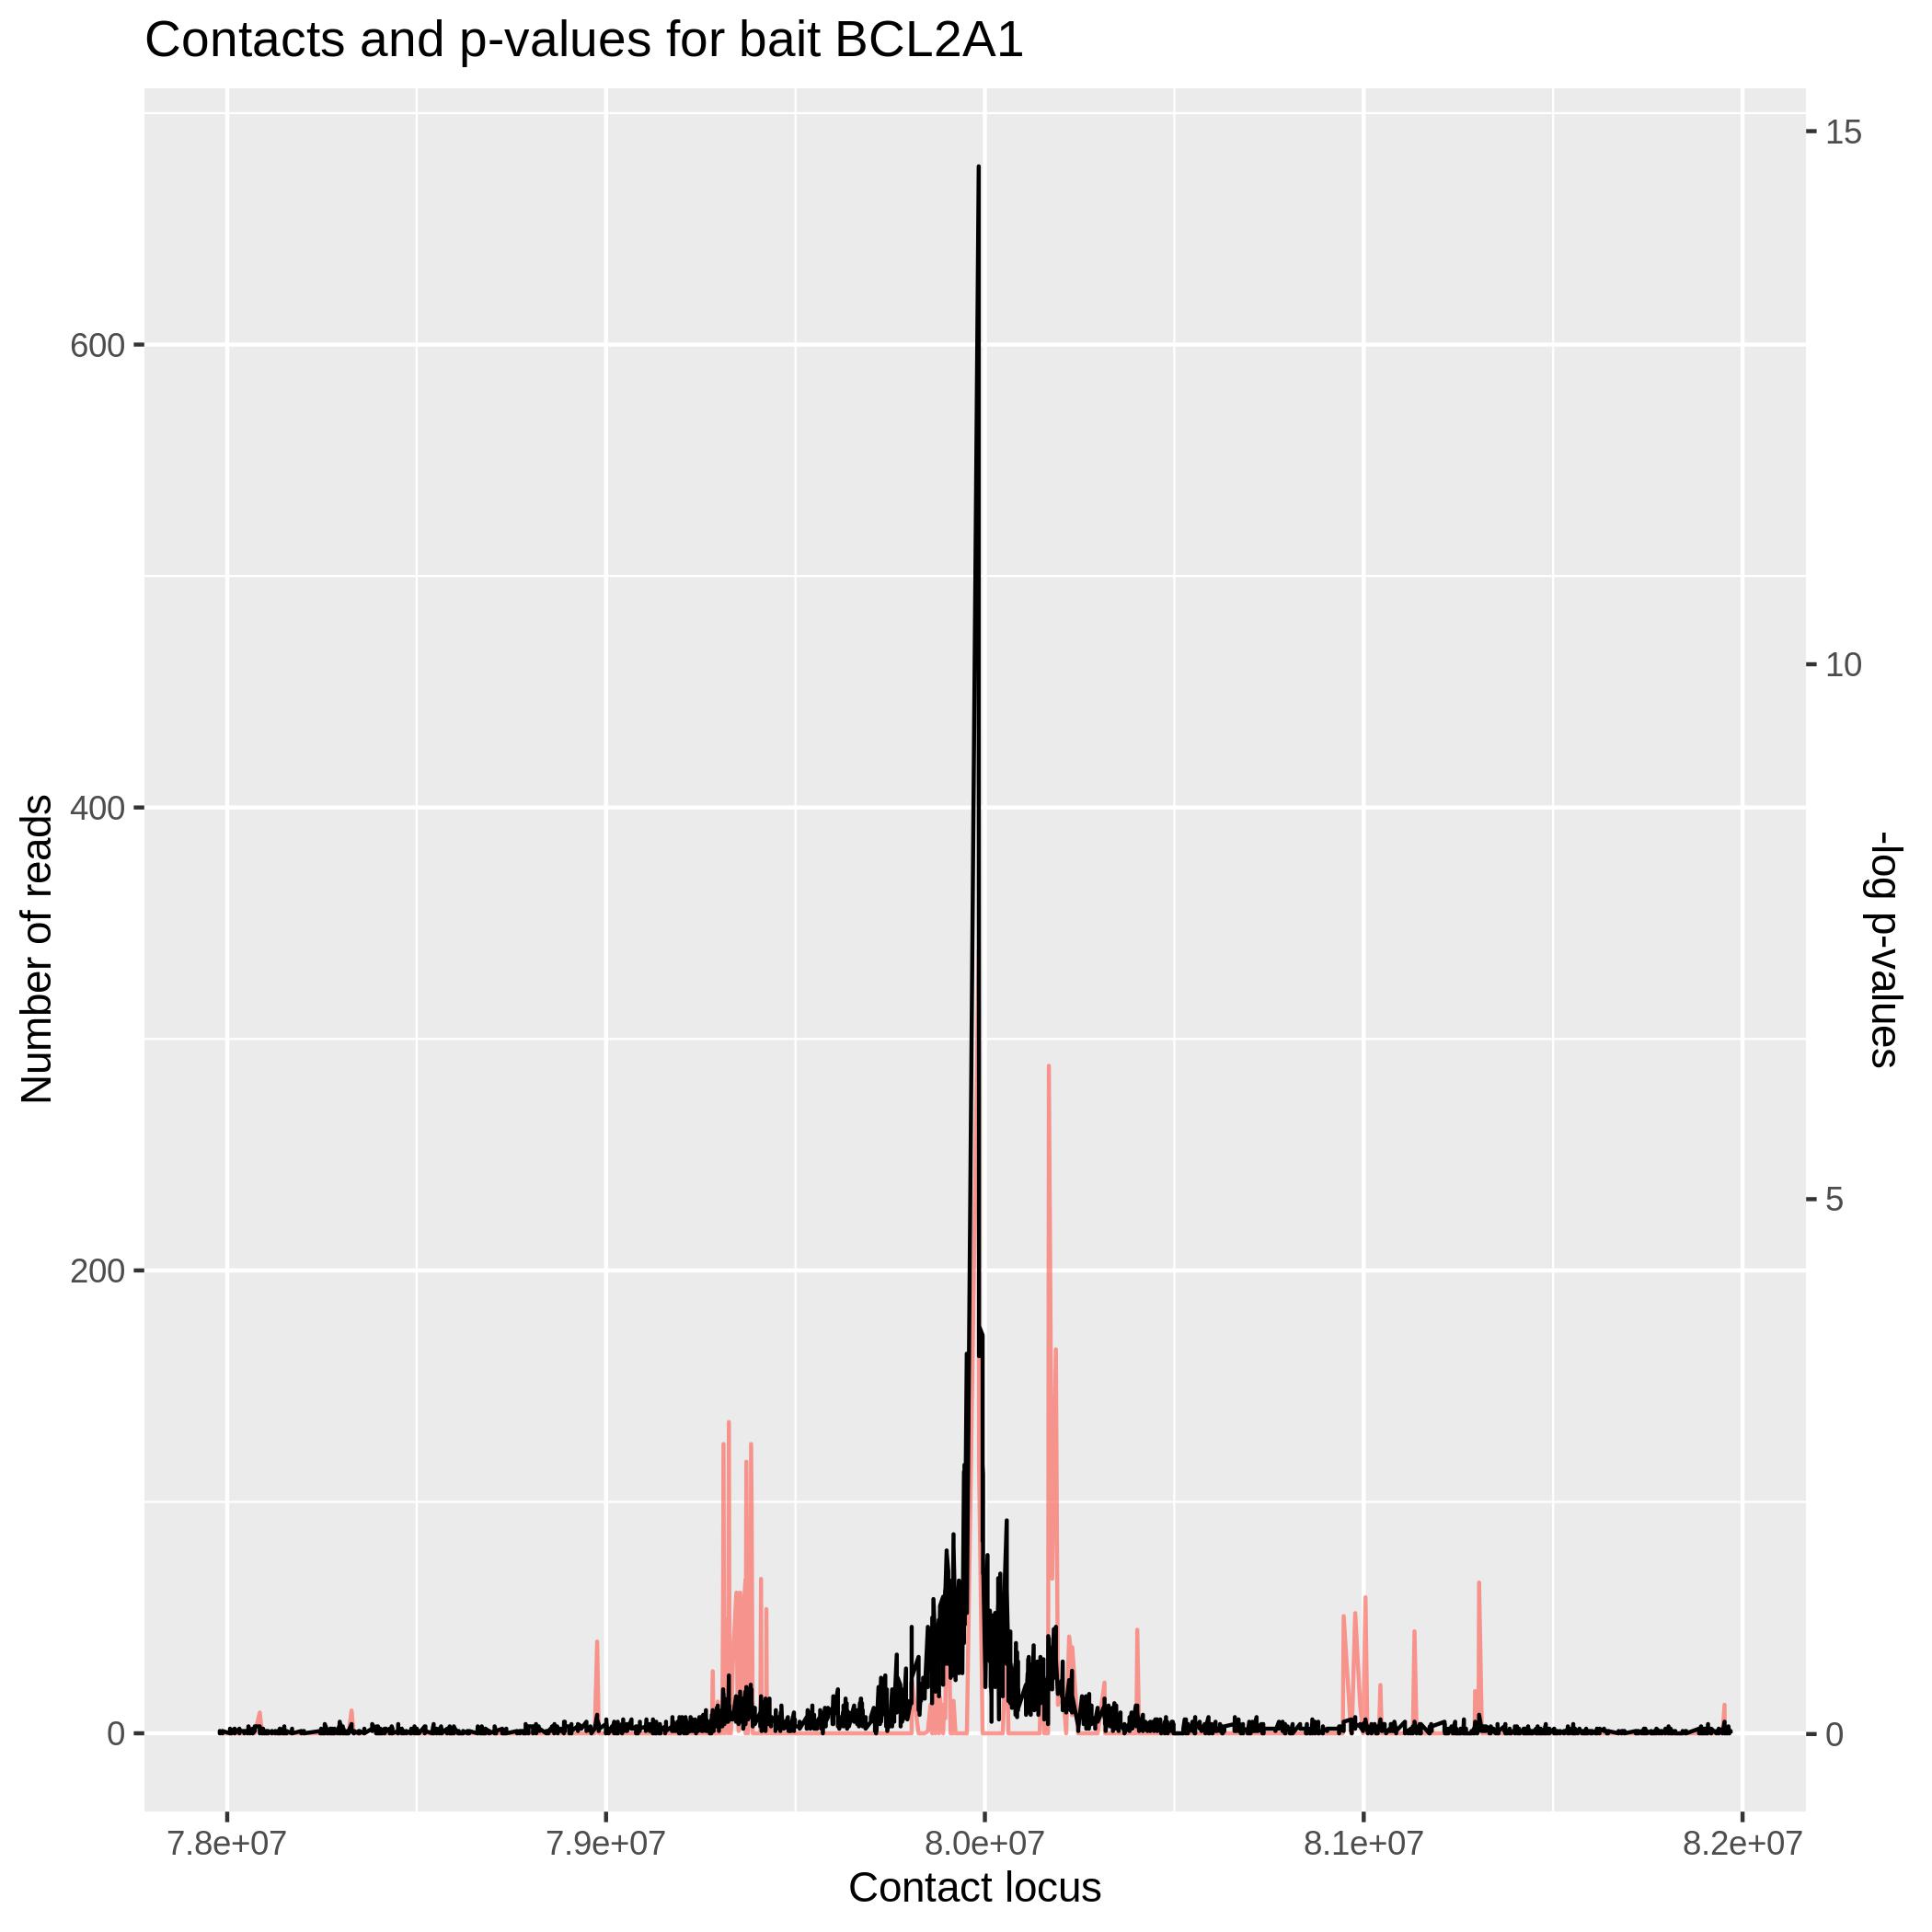 Contacts and p-values for bait BCL2A1
Number of reads
600
400
200
0
15
10
5
0
-log p-values
7.8e+07 7.9e+07 8.0e+07 8.1e+07 8.2e+07
Contact locus